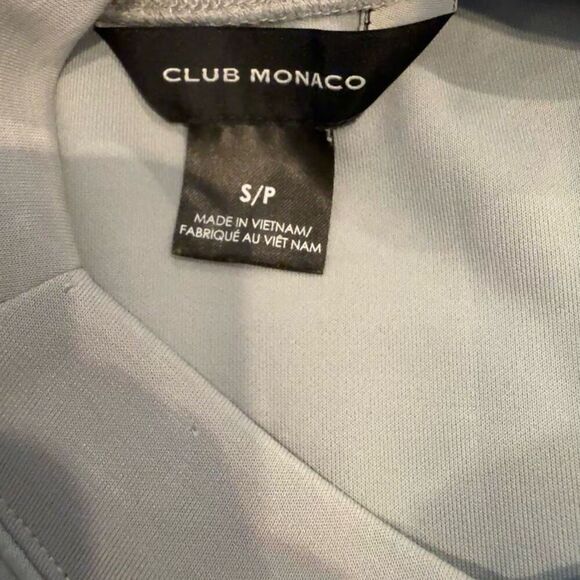 CLUB MONACO
S/P
MADE IN VIETNAM/
FABRIQUÉ AU VIÊT NAM